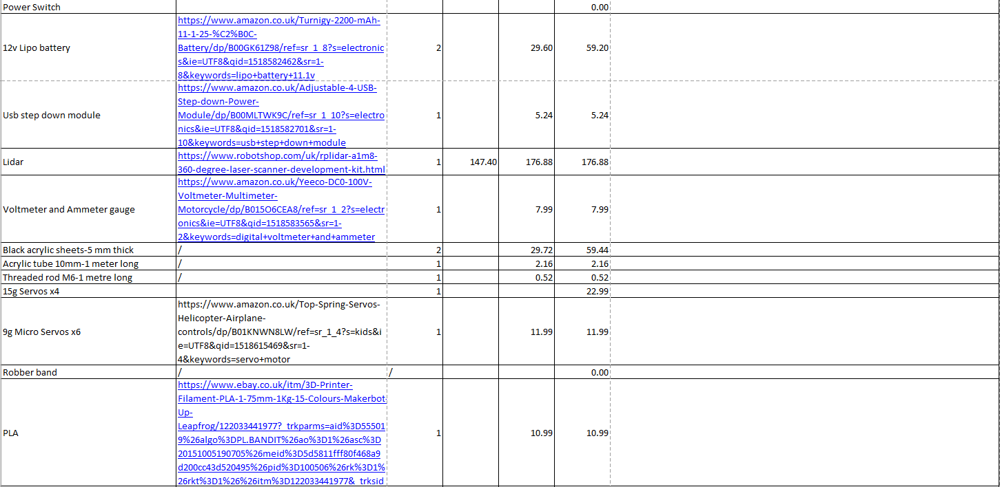 Power Switch 0.00
https://www.amazon.co.uk/Turnigy-2200-mAh-
11-1-25-%C2%B0C-
12v Lipo battery Battery/dp/B00GK61Z98/ref=sr_1_8?s=electronic 2 29.60 59.20
s&ie=UTF8&qid=1518582462&sr=1-
8&keywords=lipo+battery+11.1v
https://www.amazon.co.uk/Adjustable-4-USB-
Step-down-Power-
Usb step down module Module/dp/B00MLTWK9C/ref=sr_1_10?s=electro 1 5.24 5.24
nics&ie=UTF8&qid=1518582701&sr=1-
10&keywords=usb+step+down+module
Lidar https://www.robotshop.com/uk/rplidar-a1m8- 1 147.40 176.88 176.88
360-degree-laser-scanner-development-kit.html
https://www.amazon.co.uk/Yeeco-DC0-100V-
Voltmeter-Multimeter-
Voltmeter and Ammeter gauge Motorcycle/dp/B015O6CEA8/ref=sr_1_2?s=electr 1 7.99 7.99
onics&ie=UTF8&qid=1518583565&sr=1-
2&keywords=digital+voltmeter+and+ammeter
Black acrylic sheets-5 mm thick / 2 29.72 59.44
Acrylic tube 10mm-1 meter long / 1 2.16 2.16
Threaded rod M6-1 metre long / 1 0.52 0.52
15g Servos x4 1 22.99
https://www.amazon.co.uk/Top-Spring-Servos-
Helicopter-Airplane-
9g Micro Servos x6 controls/dp/B01KNWN8LW/ref=sr_1_4?s=kids&i 1 11.99 11.99
e=UTF8&qid=1518615469&sr=1-
4&keywords=servo+motor
Robber band / / 0.00
https://www.ebay.co.uk/itm/3D-Printer-
Filament-PLA-1-75mm-1Kg-15-Colours-Makerbot-
Up-
Leapfrog/122033441977?_trkparms=aid%3D55501
PLA 9%26algo%3DPL.BANDIT%26ao%3D1%26asc%3D 1 10.99 10.99
20151005190705%26meid%3D5d5811fff80f468a9
d200cc43d520495%26pid%3D100506%26rk%3D1%
26rkt%3D1%26%26itm%3D122033441977&_trksid